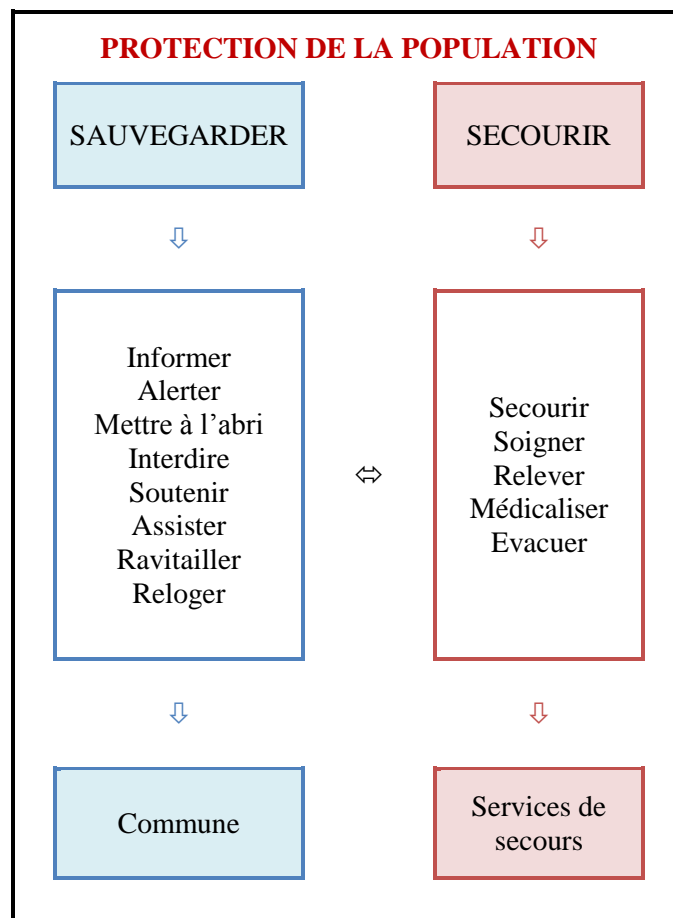 PROTECTION DE LA POPULATION
SAUVEGARDER
SECOURIR
Informer
Alerter
Mettre à l’abri
Interdire
Soutenir
Assister
Ravitailler
Reloger
Secourir
Soigner
Relever
Médicaliser
Evacuer
Commune
Services de
secours